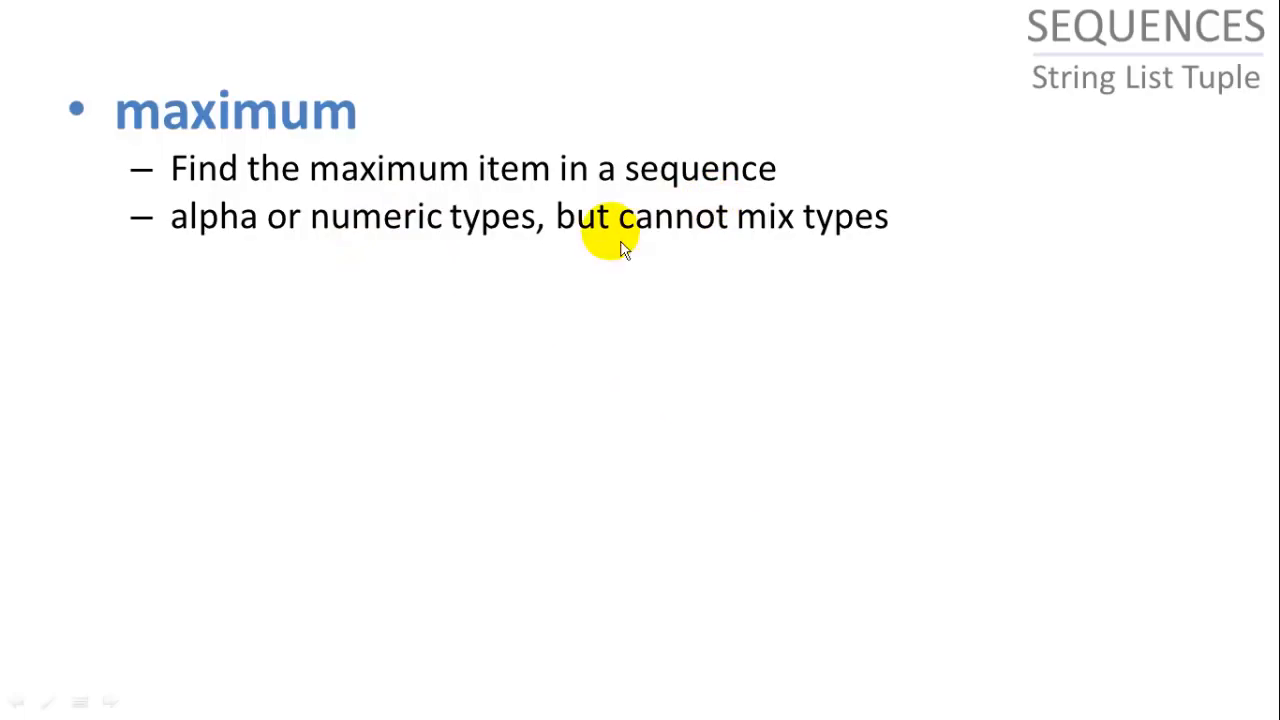 SEQUENCES
String List Tuple
• maximum
– Find the maximum item in a sequence
– alpha or numeric types, but cannot mix types